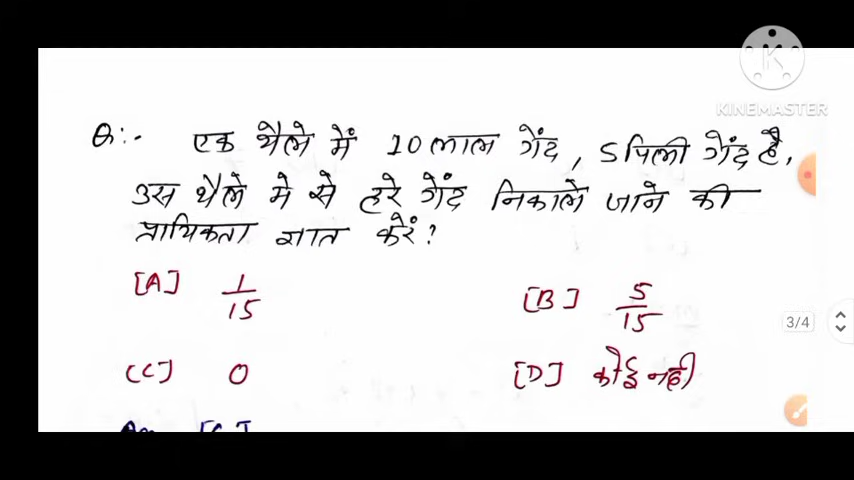 KINEMASTER
Q:- एक थैले में 10 लाल गेंद, 5 पिली गेंद है,
उस थैले मे से हरे गेंद निकाले जाने की
प्रायिकता ज्ञात करें?
[A] 1/15
[B] 5/15
3/4
[C] 0
[D] कोई नही